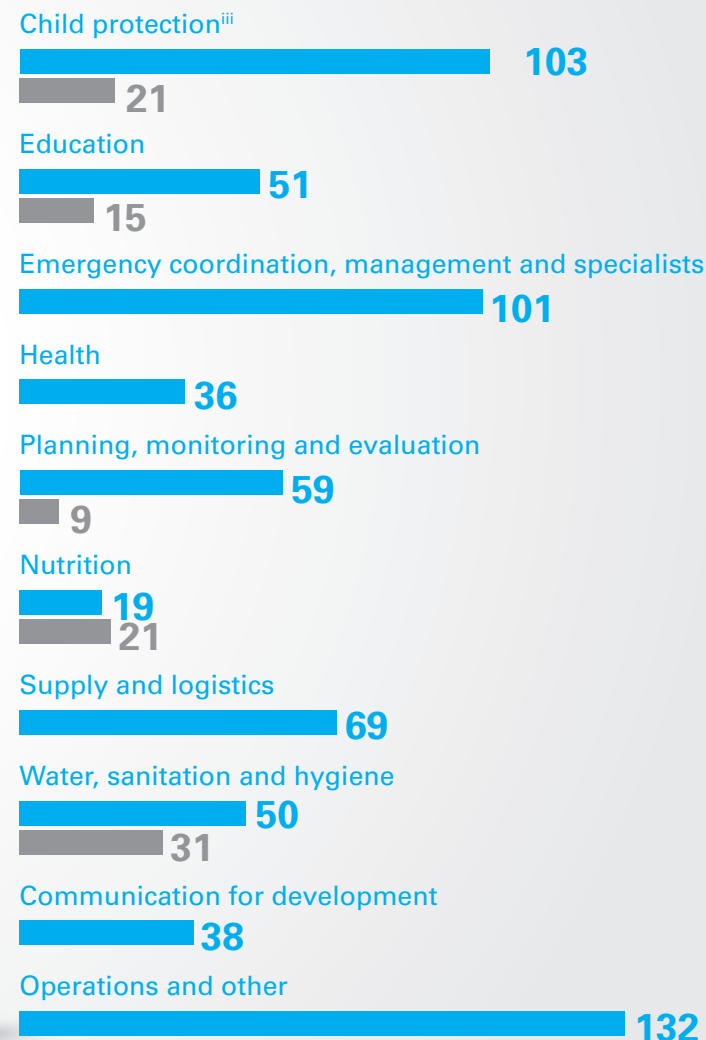 Child protectionⁱⁱⁱ
103
21
Education
51
15
Emergency coordination, management and specialists
101
Health
36
Planning, monitoring and evaluation
59
9
Nutrition
19
21
Supply and logistics
69
Water, sanitation and hygiene
50
31
Communication for development
38
Operations and other
132